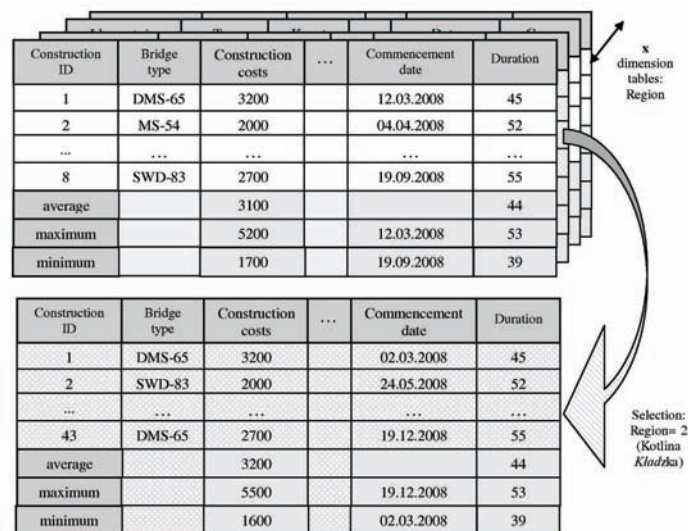 Construction ID Bridge type Construction costs … Commencement date Duration
1 DMS-65 3200 12.03.2008 45
2 MS-54 2000 04.04.2008 52
... … … … …
8 SWD-83 2700 19.09.2008 55
average 3100 44
maximum 5200 12.03.2008 53
minimum 1700 19.09.2008 39
x
dimension
tables:
Region
Construction ID Bridge type Construction costs … Commencement date Duration
1 DMS-65 3200 02.03.2008 45
2 SWD-83 2000 24.05.2008 52
... … … … … …
43 DMS-65 2700 19.12.2008 55
average 3200 44
maximum 5500 19.12.2008 53
minimum 1600 02.03.2008 39
Selection:
Region= 2
(Kotlina
Kladzka)